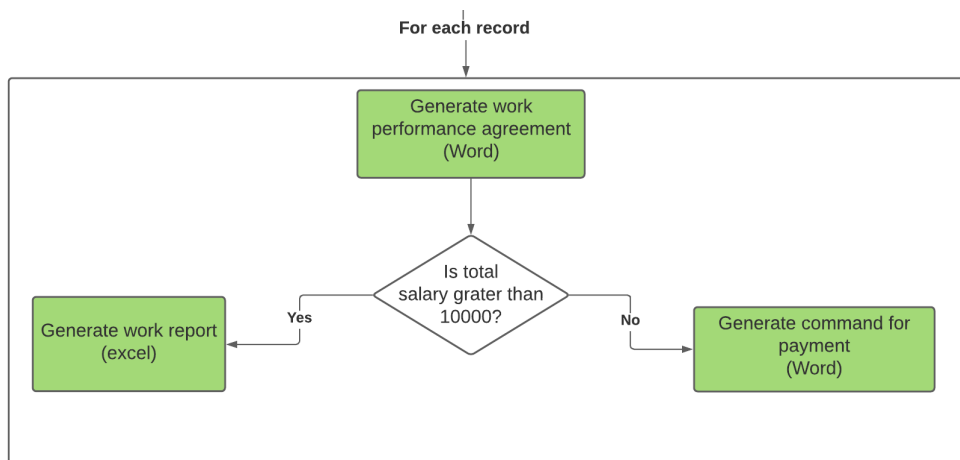 For each record
Generate work
performance agreement
(Word)
Is total
salary grater than
10000?
Yes
No
Generate work report
(excel)
Generate command for
payment
(Word)